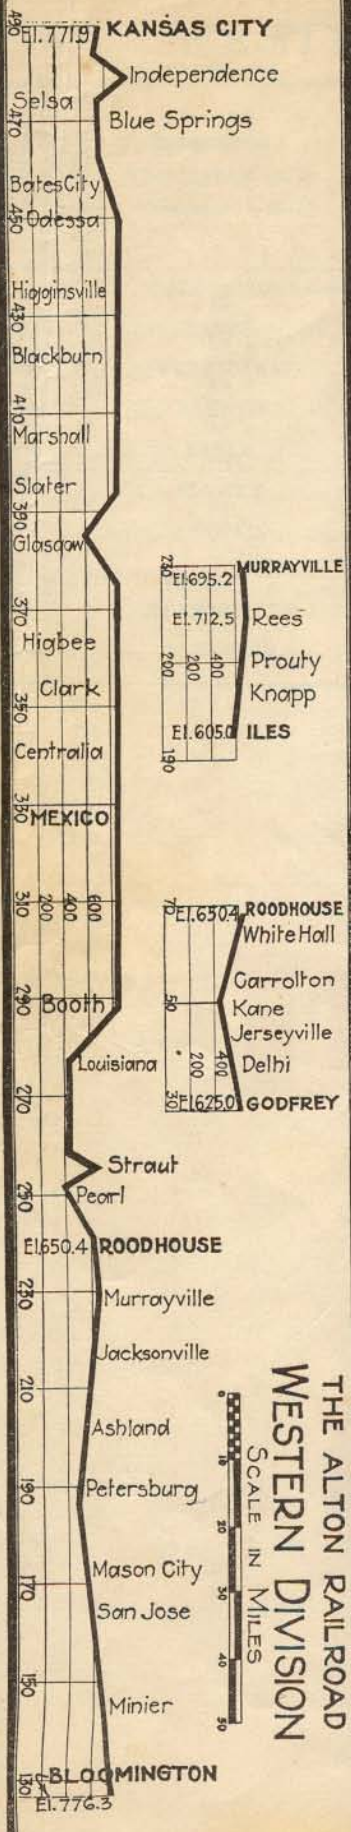 490
El.771.9
KANSAS CITY
Independence
Selsa
470
Blue Springs
Bates City
450
Odessa
Higginsville
430
Blackburn
410
Marshall
Slater
390
Glasgow
370
Higbee
Clark
350
Centralia
330
MEXICO
310
200
400
600
290
Booth
Louisiana
270
Straut
250
Pearl
El.650.4
ROODHOUSE
230
Murrayville
Jacksonville
210
Ashland
190
Petersburg
170
Mason City
San Jose
150
Minier
130
BLOOMINGTON
El.776.3
230
MURRAYVILLE
El.695.2
El.712.5
Rees
200
200
400
Prouty
Knapp
El.605.0
ILES
190
70
El.650.4
ROODHOUSE
White Hall
Carrolton
50
Kane
Jerseyville
200
400
Delhi
30
El.625.0
GODFREY
THE ALTON RAILROAD
WESTERN DIVISION
SCALE IN MILES
0
10
20
30
40
50